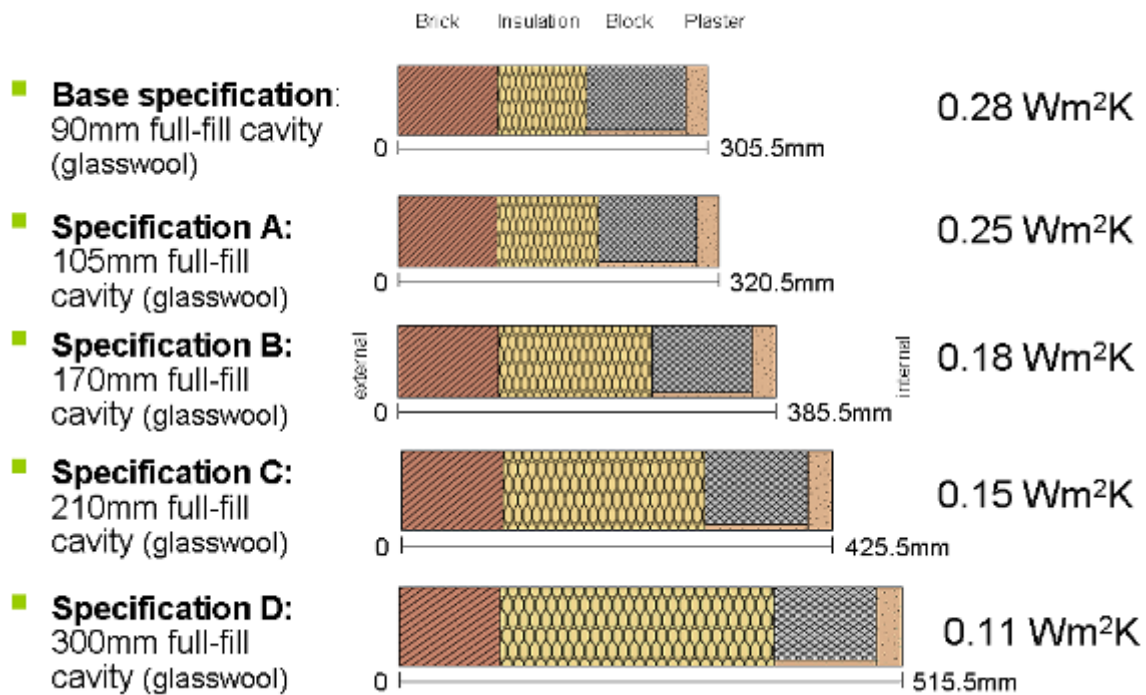 Brick Insulation Block Plaster
Base specification:
90mm full-fill cavity
(glasswool)
0 305.5mm
0.28 Wm²K
Specification A:
105mm full-fill
cavity (glasswool)
0 320.5mm
0.25 Wm²K
Specification B:
170mm full-fill
cavity (glasswool)
external
internal
0 385.5mm
0.18 Wm²K
Specification C:
210mm full-fill
cavity (glasswool)
0 425.5mm
0.15 Wm²K
Specification D:
300mm full-fill
cavity (glasswool)
0 515.5mm
0.11 Wm²K